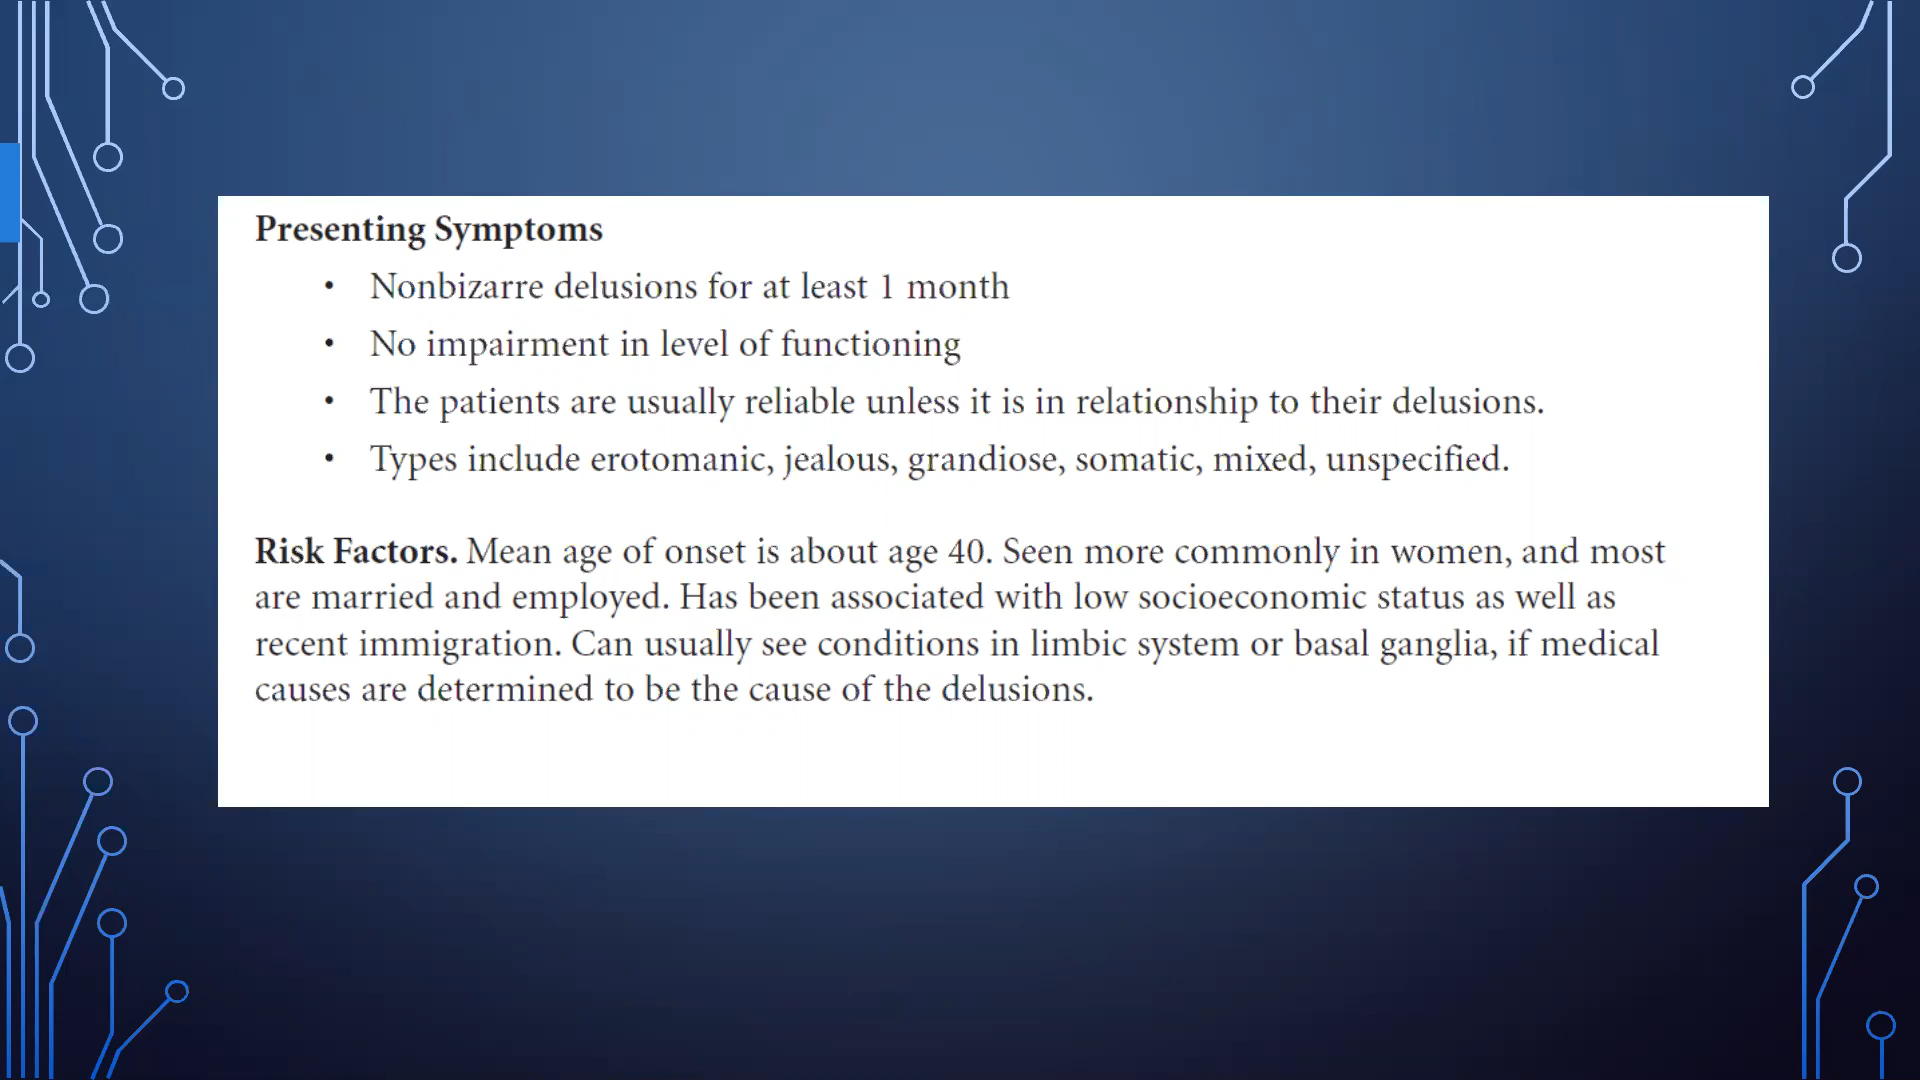 Presenting Symptoms
• Nonbizarre delusions for at least 1 month
• No impairment in level of functioning
• The patients are usually reliable unless it is in relationship to their delusions.
• Types include erotomanic, jealous, grandiose, somatic, mixed, unspecified.
Risk Factors. Mean age of onset is about age 40. Seen more commonly in women, and most
are married and employed. Has been associated with low socioeconomic status as well as
recent immigration. Can usually see conditions in limbic system or basal ganglia, if medical
causes are determined to be the cause of the delusions.